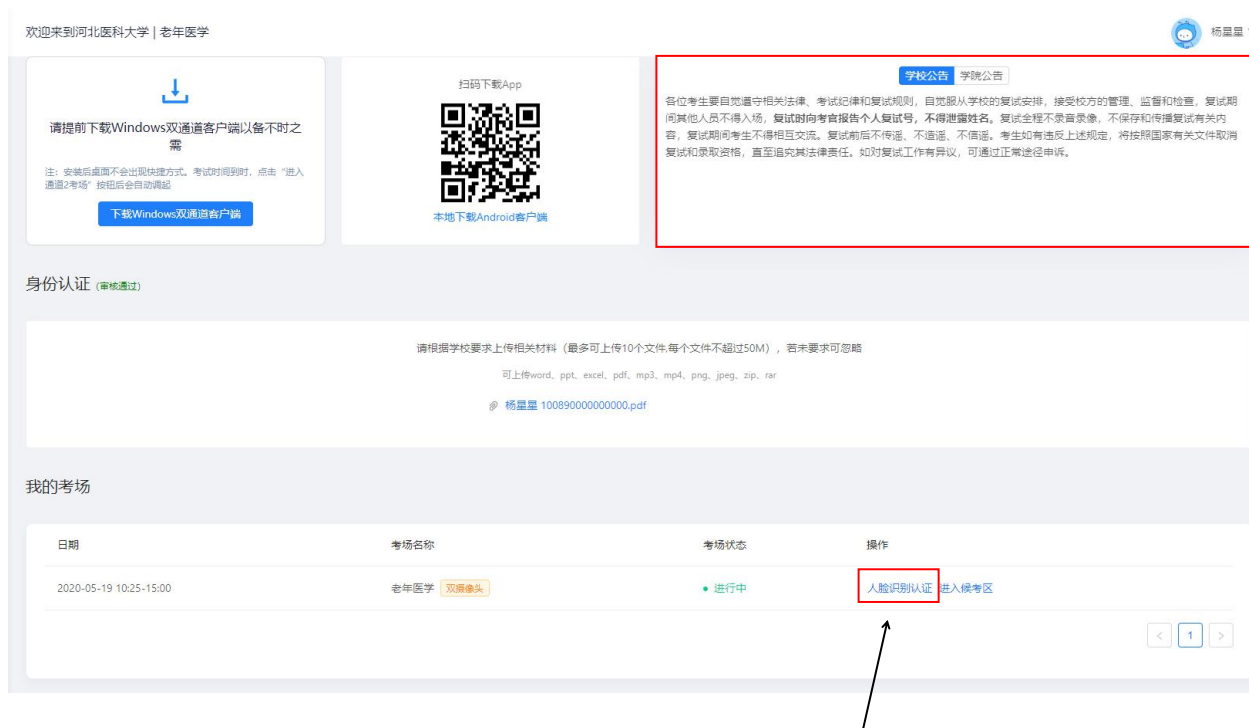 欢迎来到河北医科大学 | 老年医学
杨星星
请提前下载Windows双通道客户端以备不时之
需
注：安装后桌面不会出现快捷方式。考试时间到时，点击“进入
通道2考场”按钮后会自动调起
下载Windows双通道客户端
扫码下载App
本地下载Android客户端
学校公告 学院公告
各位考生要自觉遵守相关法律、考试纪律和复试规则，自觉服从学校的复试安排，接受校方的管理、监督和检查，复试期
间其他人员不得入场，复试时向考官报告个人复试号，不得泄露姓名。复试全程不录音录像，不保存和传播复试有关内
容，复试期间考生不得相互交流。复试前后不传谣、不造谣、不信谣。考生如有违反上述规定，将按照国家有关文件取消
复试和录取资格，直至追究其法律责任。如对复试工作有异议，可通过正常途径申诉。
身份认证 (审核通过)
请根据学校要求上传相关材料（最多可上传10个文件,每个文件不超过50M），若未要求可忽略
可上传word、ppt、excel、pdf、mp3、mp4、png、jpeg、zip、rar
杨星星 100890000000000.pdf
我的考场
日期 考场名称 考场状态 操作
2020-05-19 10:25-15:00 老年医学 双摄像头 进行中 人脸识别认证 进入候考区
< 1 >